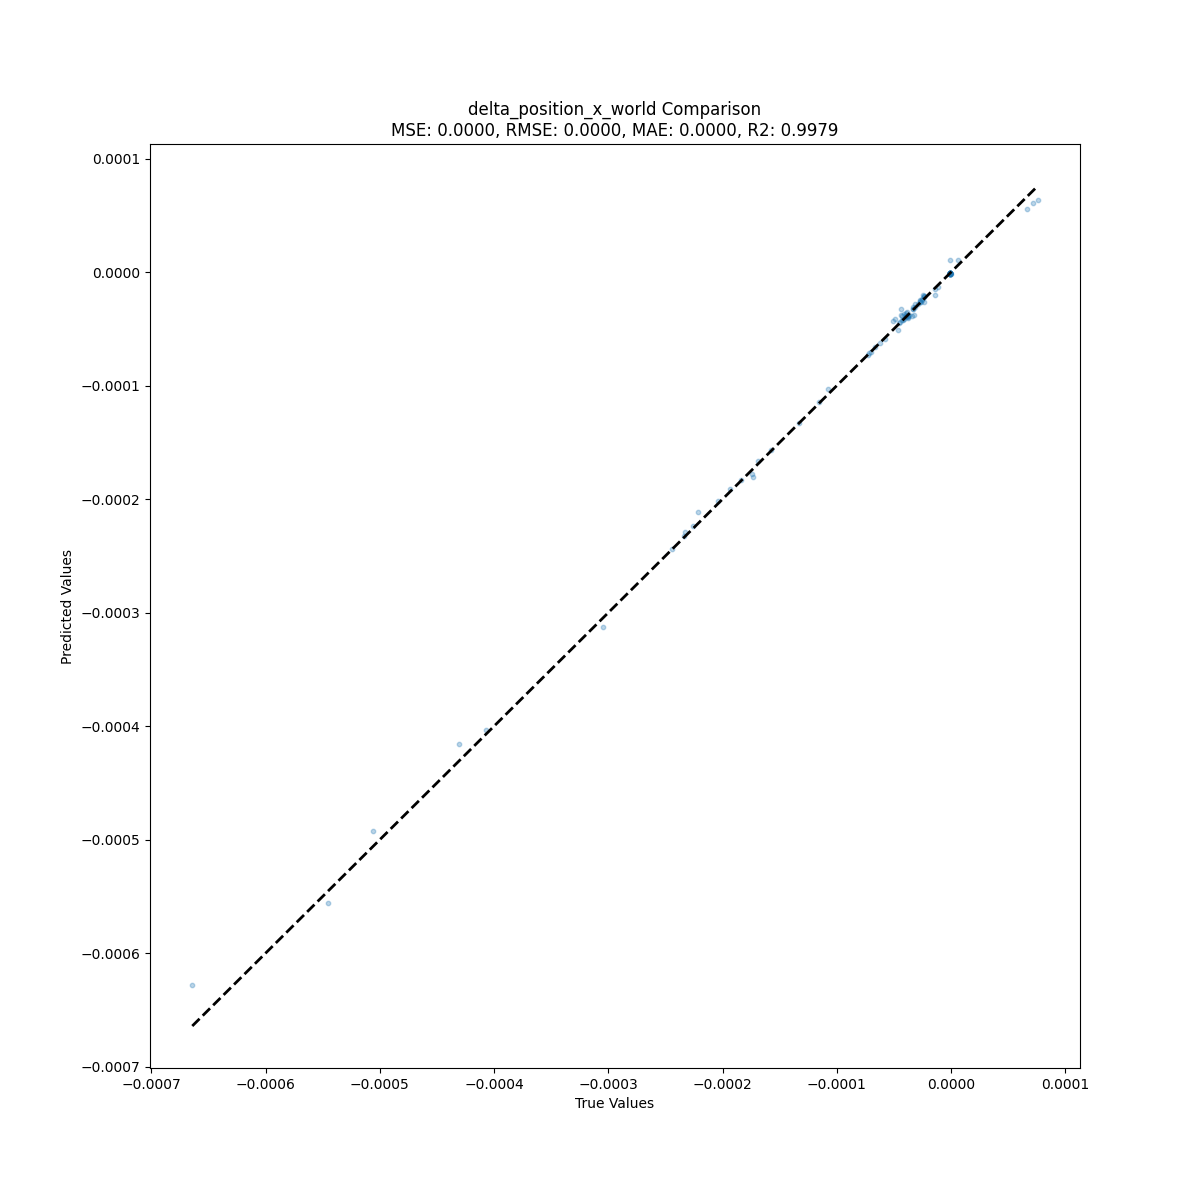 delta_position_x_world Comparison
MSE: 0.0000, RMSE: 0.0000, MAE: 0.0000, R2: 0.9979
0.0001
0.0000
−0.0001
−0.0002
−0.0003
−0.0004
−0.0005
−0.0006
−0.0007
Predicted Values
−0.0007 −0.0006 −0.0005 −0.0004 −0.0003 −0.0002 −0.0001 0.0000 0.0001
True Values